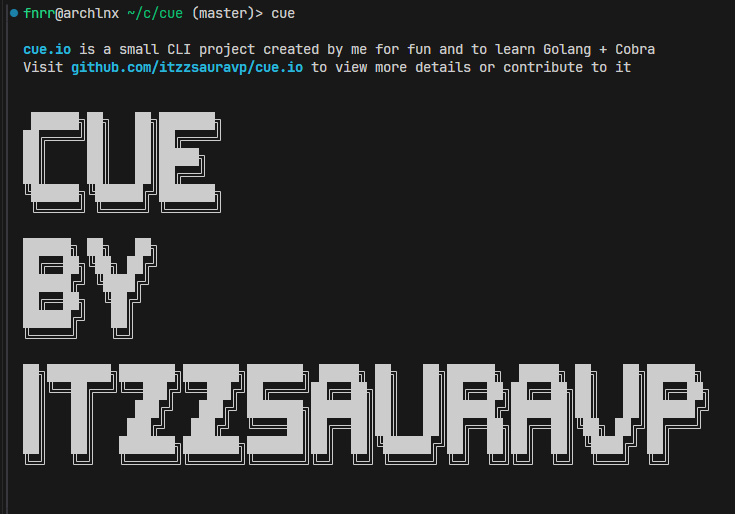 fnrr@archlnx ~/c/cue (master)> cue
cue.io is a small CLI project created by me for fun and to learn Golang + Cobra
Visit github.com/itzzsauravp/cue.io to view more details or contribute to it
CUE
BY
ITZZSAURAVP